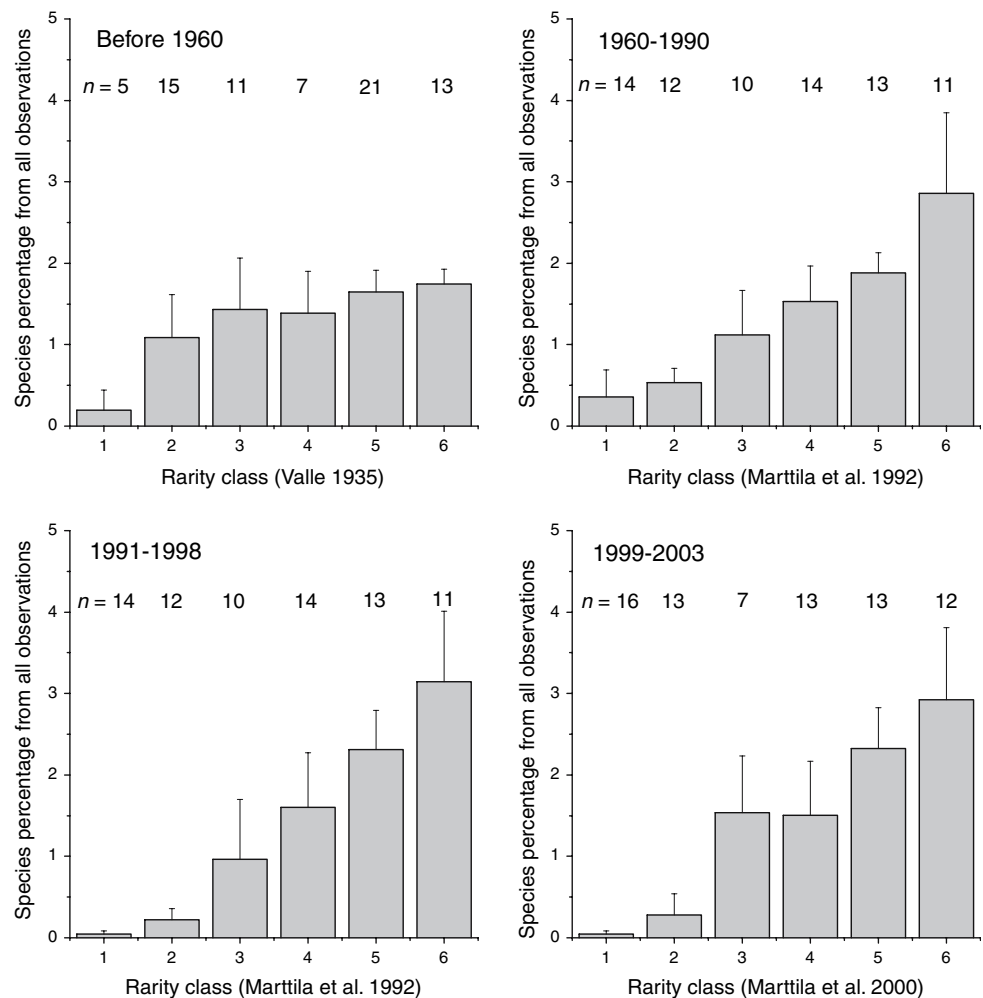 Before 1960
n = 5 15 11 7 21 13
5
4
3
2
1
0
Species percentage from all observations
1 2 3 4 5 6
Rarity class (Valle 1935)
1960-1990
n = 14 12 10 14 13 11
5
4
3
2
1
0
Species percentage from all observations
1 2 3 4 5 6
Rarity class (Marttila et al. 1992)
1991-1998
n = 14 12 10 14 13 11
5
4
3
2
1
0
Species percentage from all observations
1 2 3 4 5 6
Rarity class (Marttila et al. 1992)
1999-2003
n = 16 13 7 13 13 12
5
4
3
2
1
0
Species percentage from all observations
1 2 3 4 5 6
Rarity class (Marttila et al. 2000)